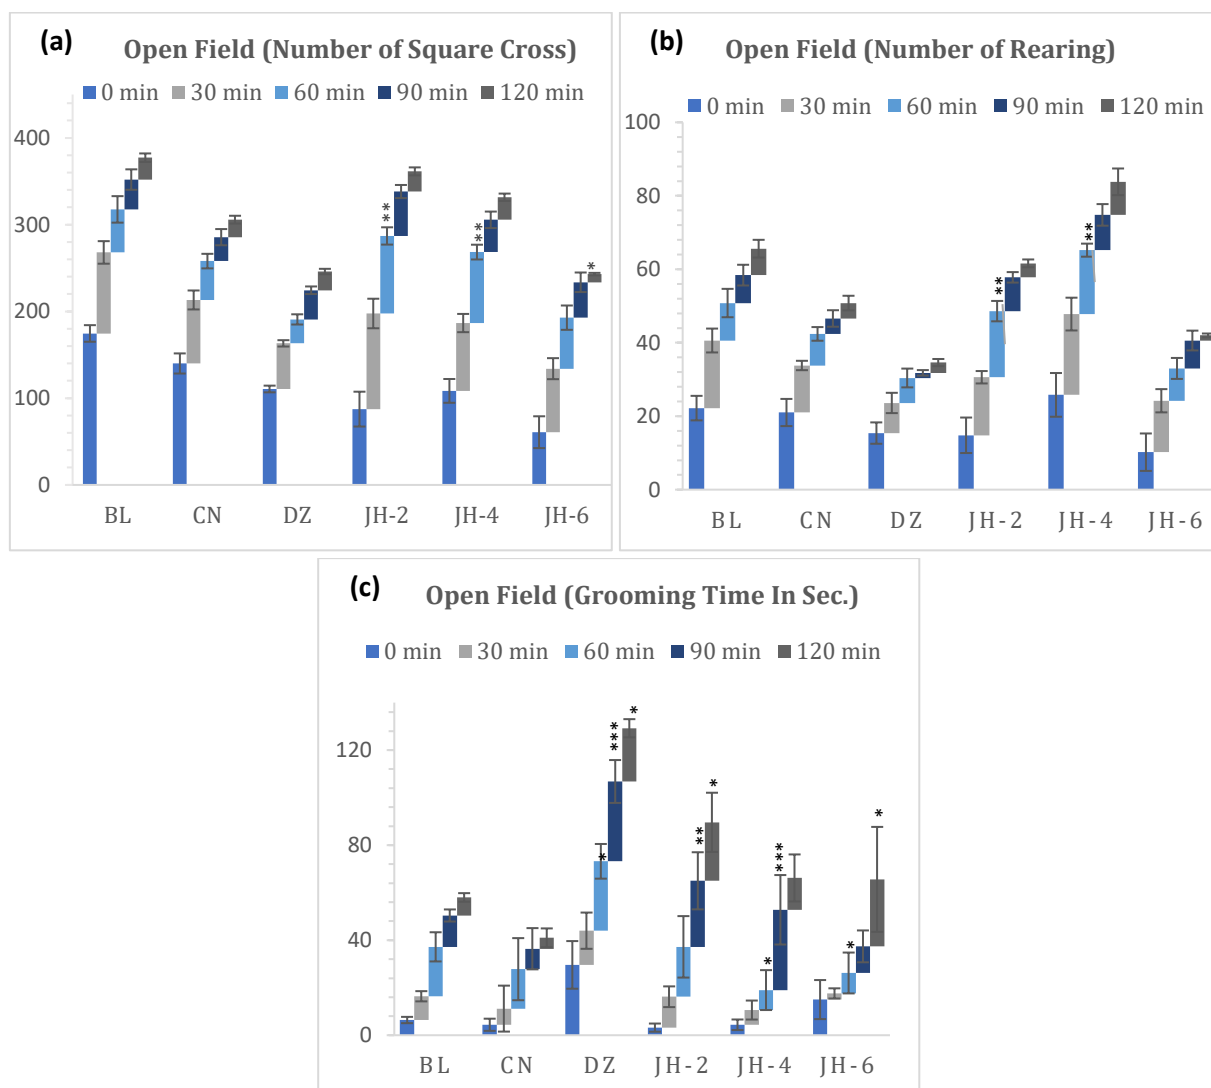 (a)
Open Field (Number of Square Cross)
0 min 30 min 60 min 90 min 120 min
400
300
200
100
0
**
**
*
BL CN DZ JH-2 JH-4 JH-6
(b)
Open Field (Number of Rearing)
0 min 30 min 60 min 90 min 120 min
100
80
60
40
20
0
**
**
BL CN DZ JH-2 JH-4 JH-6
(c)
Open Field (Grooming Time In Sec.)
0 min 30 min 60 min 90 min 120 min
120
80
40
0
*
***
*
**
*
*
***
*
*
BL CN DZ JH-2 JH-4 JH-6